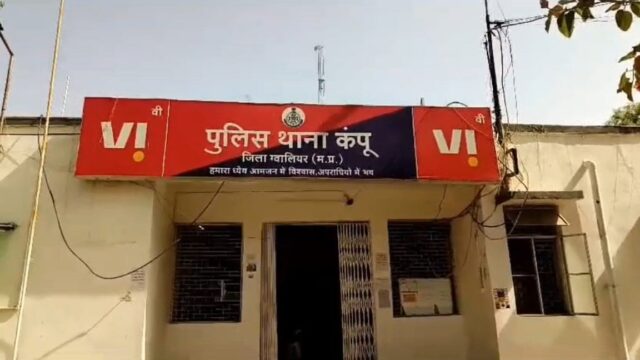 VI वी
पुलिस थाना कंपू
जिला ग्वालियर (म.प्र.)
हमारा ध्येय आमजन मे विश्वास,अपराधियो मे भय
VI वी